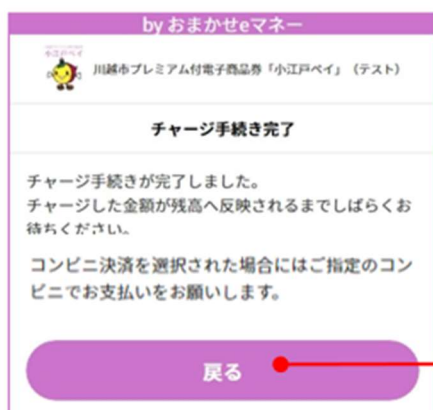 by おまかせeマネー
小江戸ペイ
川越市プレミアム付電子商品券「小江戸ペイ」（テスト）
チャージ手続き完了
チャージ手続きが完了しました。
チャージした金額が残高へ反映されるまでしばらくお
待ちください。
コンビニ決済を選択された場合にはご指定のコン
ビニでお支払いをお願いします。
戻る